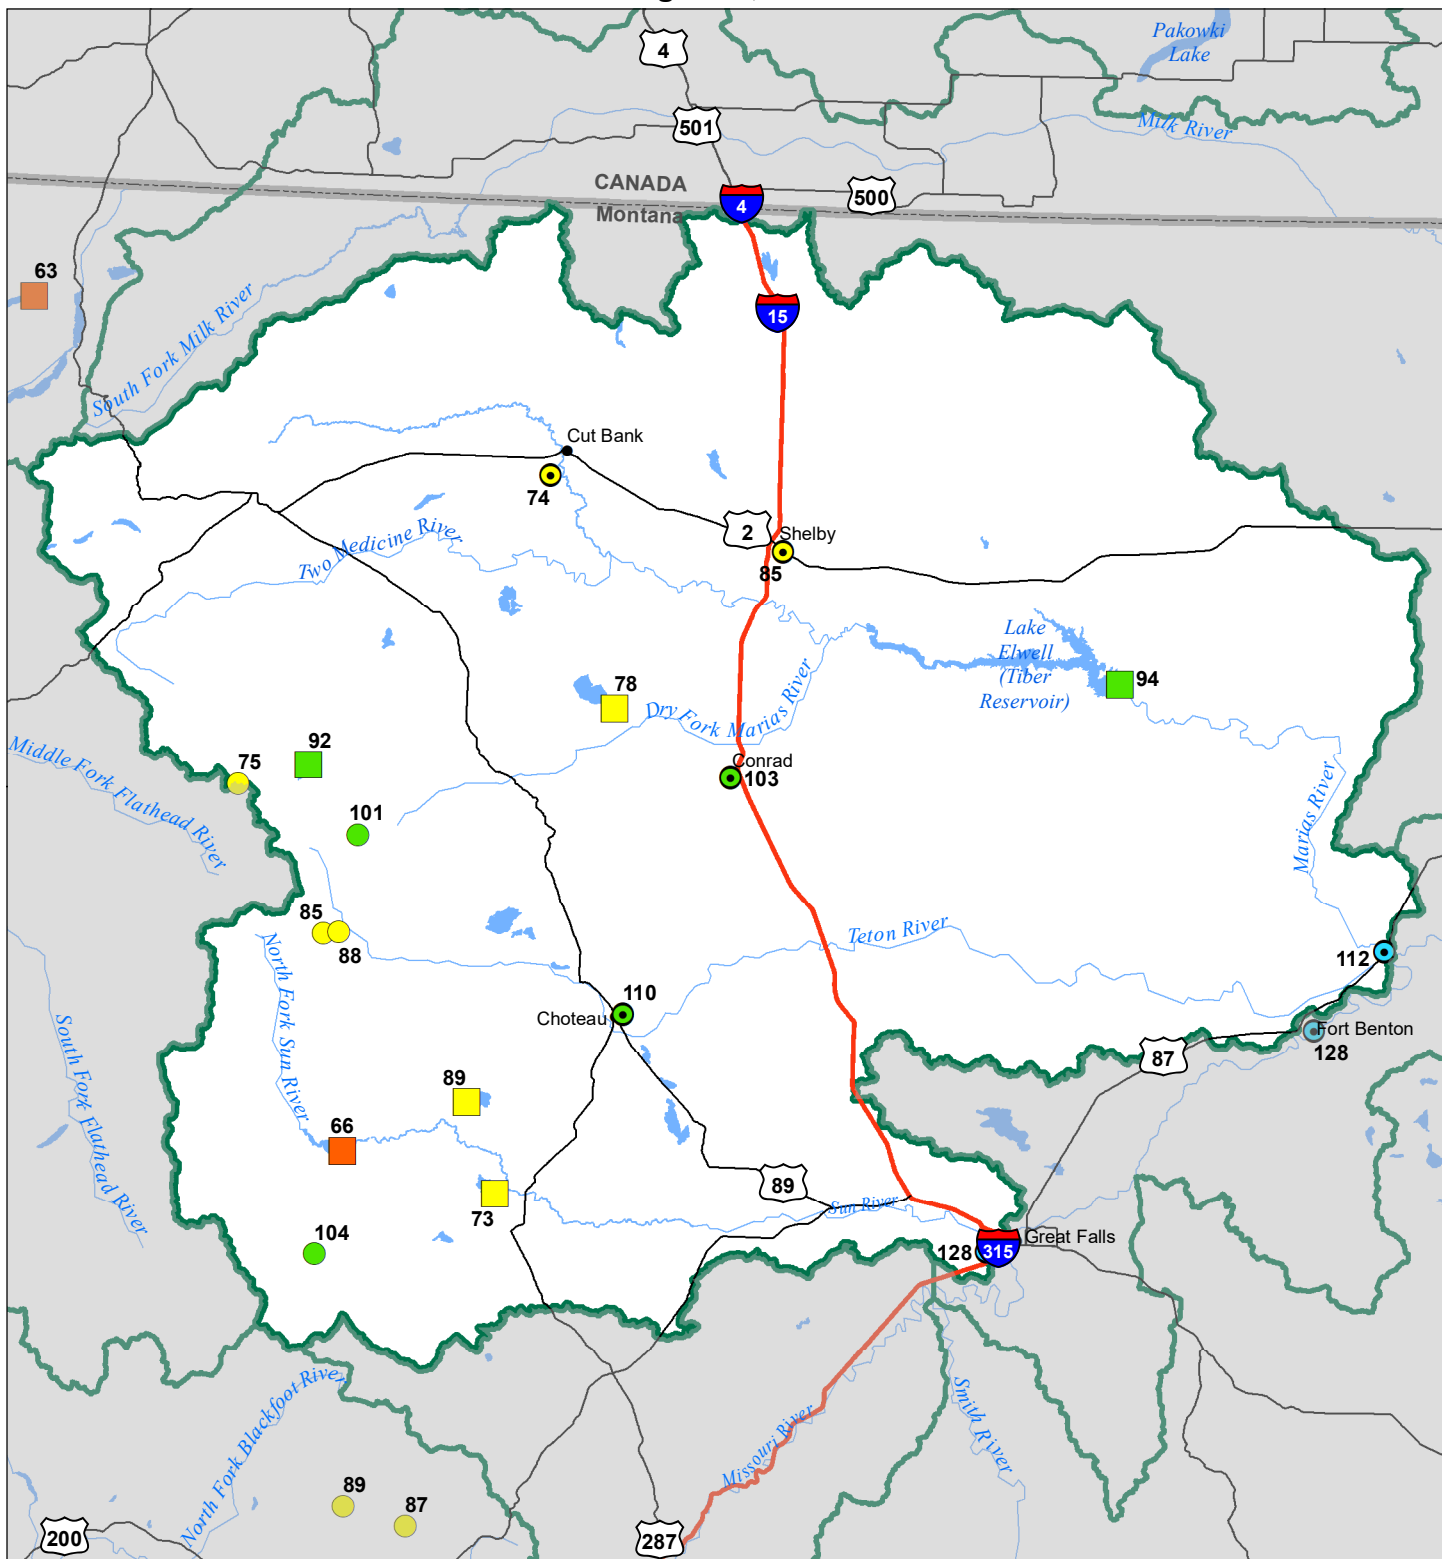 Pakowki
Lake
4
501
Milk River
CANADA
Montana
4
500
63
15
South Fork Milk River
Cut Bank
74
2
Shelby
85
Two Medicine River
Lake
Elwell
(Tiber
Reservoir)
94
78
Dry Fork Marias River
Middle Fork Flathead River
75
92
Conrad
103
101
Marias River
85
88
North Fork Sun River
Teton River
112
110
Choteau
Fort Benton
128
87
South Fork Flathead River
89
66
89
73
Sun River
104
128
315
Great Falls
North Fork Blackfoot River
Missouri River
Smith River
89
87
200
287